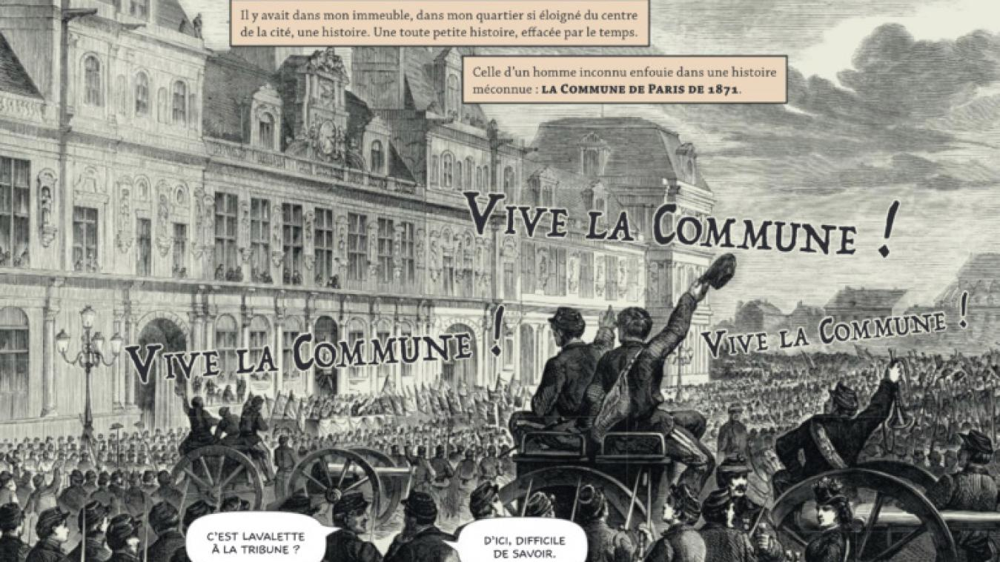 Il y avait dans mon immeuble, dans mon quartier si éloigné du centre
de la cité, une histoire. Une toute petite histoire, effacée par le temps.
Celle d'un homme inconnu enfouie dans une histoire
méconnue : LA COMMUNE DE PARIS DE 1871.
VIVE LA COMMUNE !
VIVE LA COMMUNE !
VIVE LA COMMUNE !
C'EST LAVALETTE
À LA TRIBUNE ?
D'ICI, DIFFICILE
DE SAVOIR.